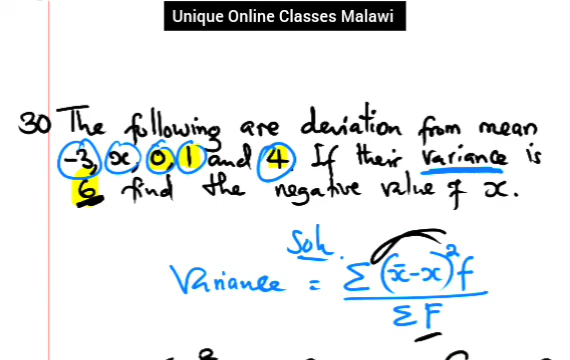 Unique Online Classes Malawi
30 The following are deviation from mean
-3, x, 0, 1 and 4. If their variance is
6 find the negative value of x.
Soln.
Variance = Σ(x̄-x)²f
ΣF